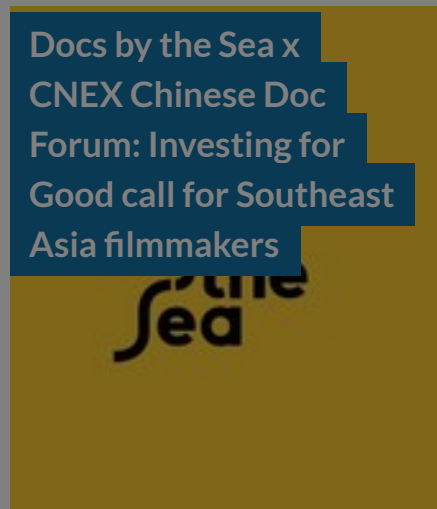 Docs by the Sea x
CNEX Chinese Doc
Forum: Investing for
Good call for Southeast
Asia filmmakers
the
Sea